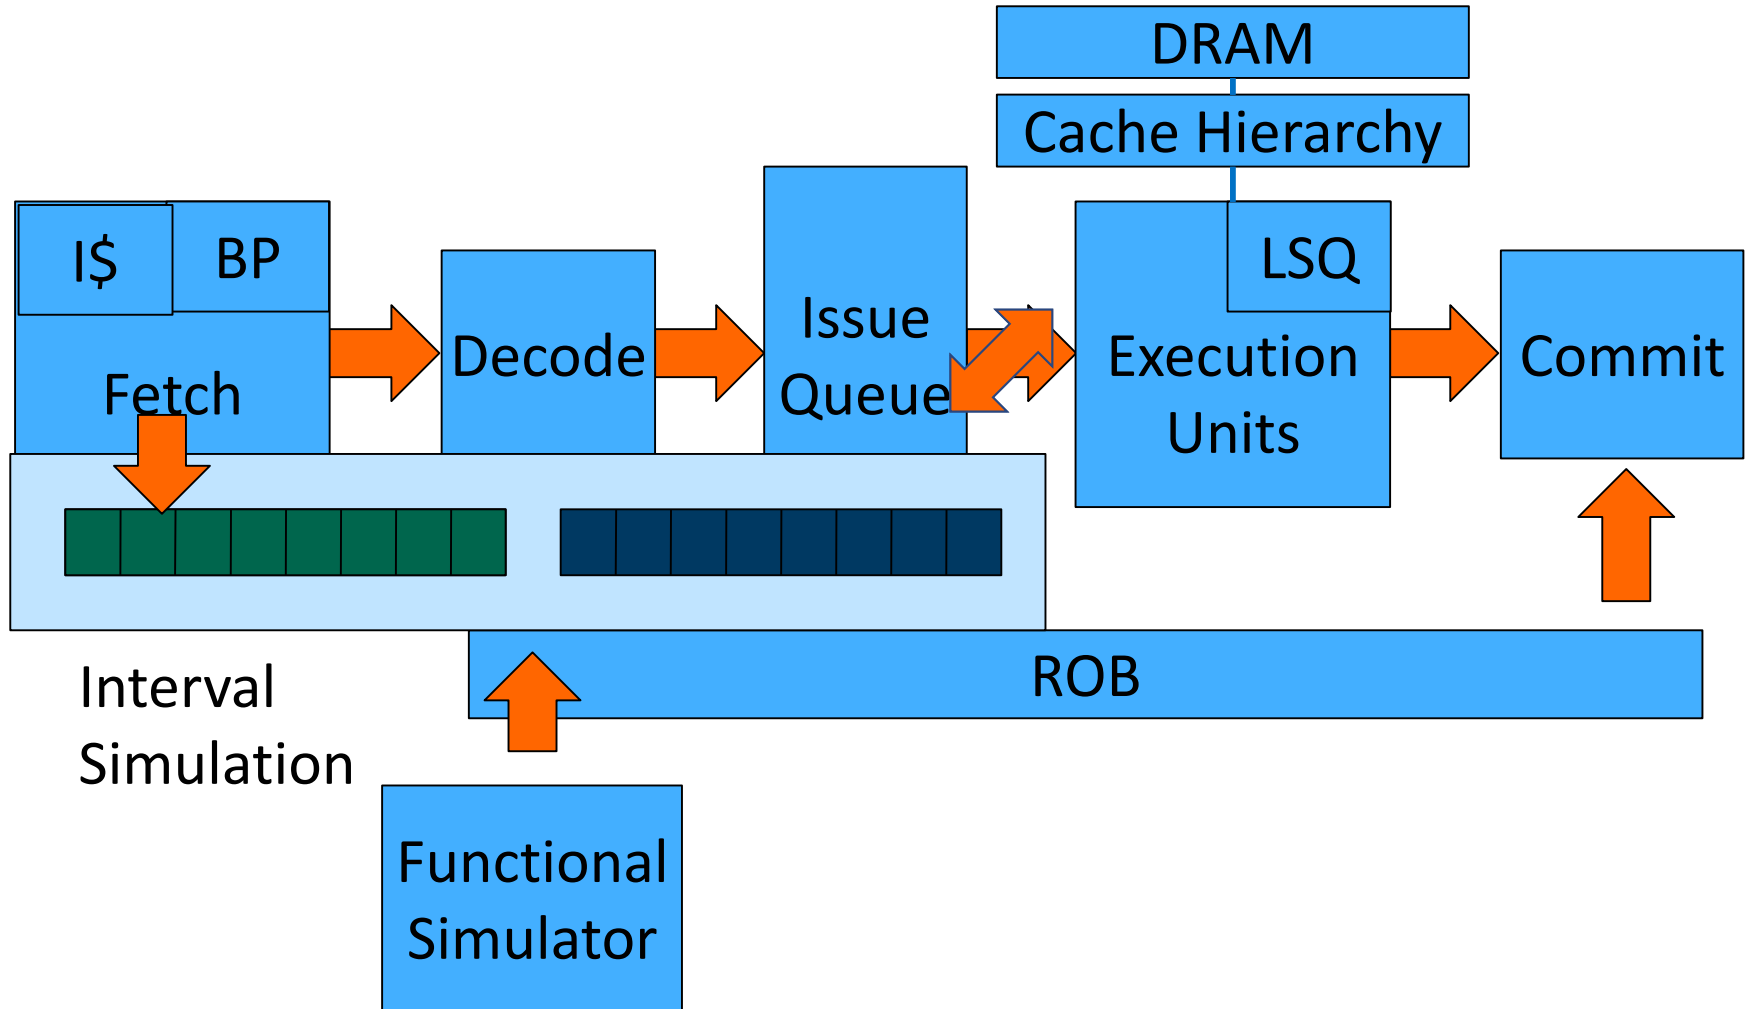 DRAM
Cache Hierarchy
I$
BP
LSQ
Fetch
Decode
Issue
Queue
Execution
Units
Commit
ROB
Interval
Simulation
Functional
Simulator